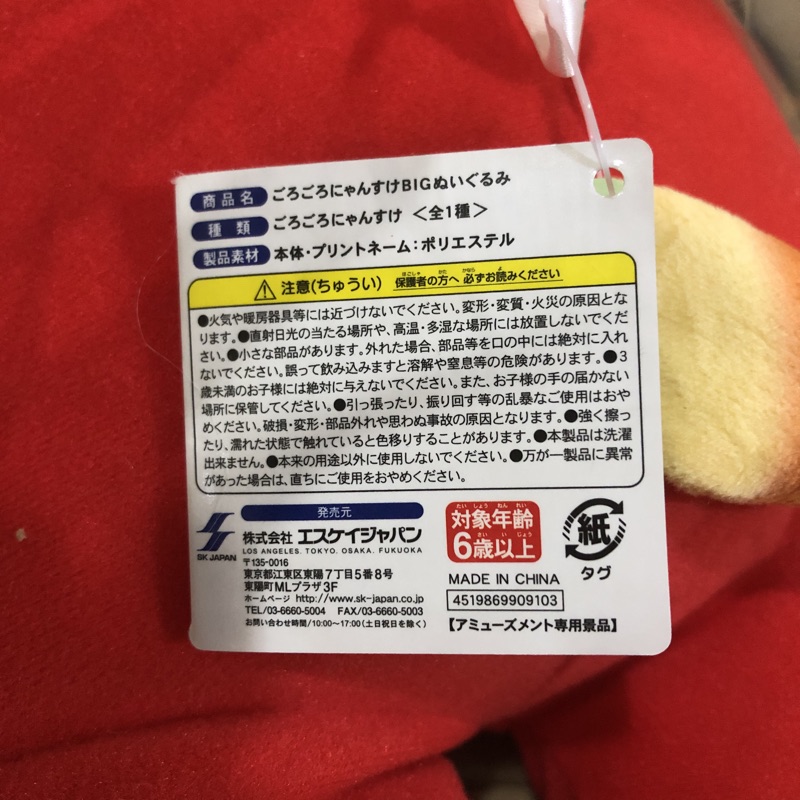 商品名 ごろごろにゃんすけBIGぬいぐるみ
種類 ごろごろにゃんすけ <全1種>
製品素材 本体・プリントネーム:ポリエステル
注意(ちゅうい) 保護者の方へ 必ずお読みください
ほごしゃ かた かなら よ
●火気や暖房器具等には近づけないでください。変形・変質・火災の原因とな
ります。●直射日光の当たる場所や、高温・多湿な場所には放置しないでくだ
さい。●小さな部品があります。外れた場合、部品等を口の中には絶対に入れ
ないでください。誤って飲み込みますと溶解や窒息等の危険があります。●3
歳未満のお子様には絶対に与えないでください。また、お子様の手の届かない
場所に保管してください。●引っ張ったり、振り回す等の乱暴なご使用はおや
めください。破損・変形・部品外れや思わぬ事故の原因となります。●強く擦っ
たり、濡れた状態で触れていると色移りすることがあります。●本製品は洗濯
出来ません。●本来の用途以外に使用しないでください。●万が一製品に異常
があった場合は、直ちにご使用をおやめください。
発売元
SK JAPAN
株式会社 エスケイジャパン
LOS ANGELES. TOKYO. OSAKA. FUKUOKA
〒135-0016
東京都江東区東陽7丁目5番8号
東陽町MLプラザ3F
ホームページ http://www.sk-japan.co.jp
TEL/03-6660-5004 FAX/03-6660-5003
お問い合わせ時間/10:00〜17:00(土日祝日を除く)
たい しょう ねん れい
対象年齢
さい い じょう
6歳以上
紙
タグ
MADE IN CHINA
4519869909103
【アミューズメント専用景品】